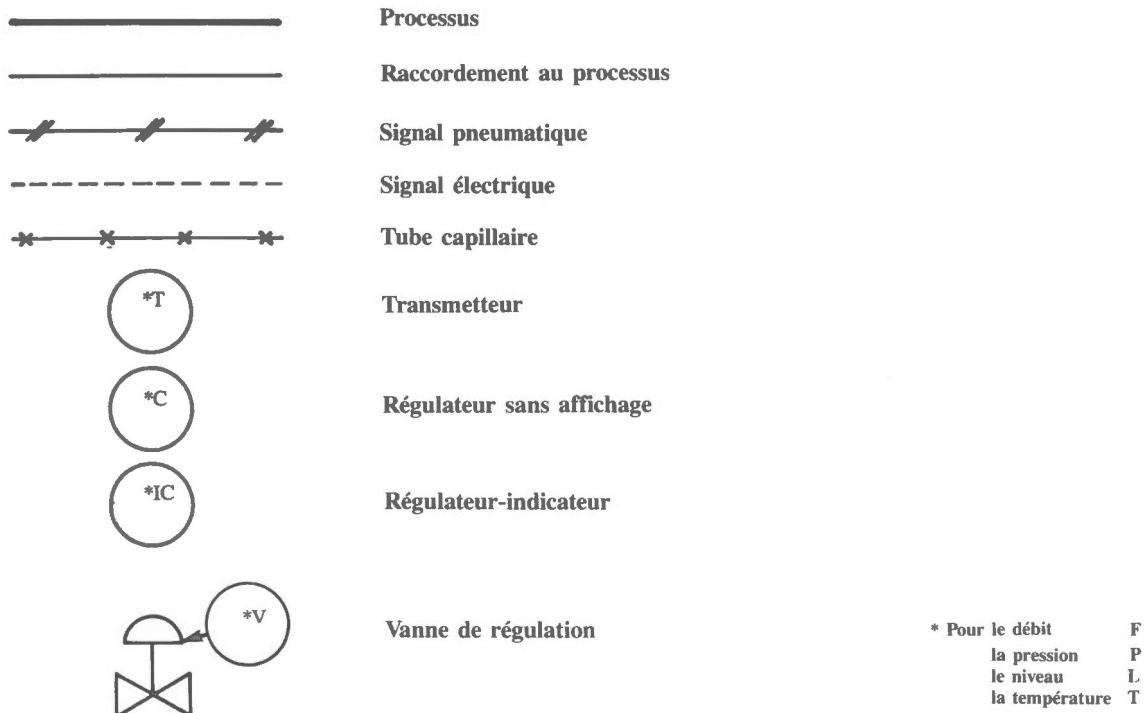 Processus
Raccordement au processus
Signal pneumatique
Signal électrique
Tube capillaire
*T
Transmetteur
*C
Régulateur sans affichage
*IC
Régulateur-indicateur
*V
Vanne de régulation
* Pour le débit F
la pression P
le niveau L
la température T